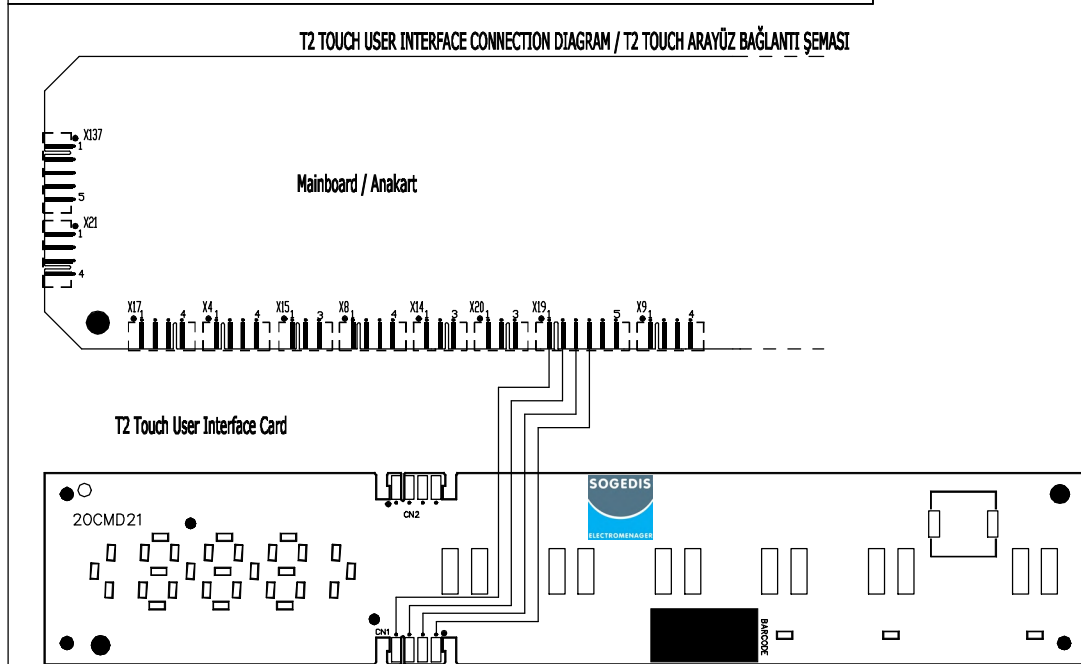 T2 TOUCH USER INTERFACE CONNECTION DIAGRAM / T2 TOUCH ARAYÜZ BAĞLANTI ŞEMASI
X137
1
5
Mainboard / Anakart
X21
1
4
X17 1 4 X4 1 4 X15 1 3 X8 1 4 X14 1 3 X20 1 3 X19 1 5 X9 1 4
T2 Touch User Interface Card
SOGEDIS
ELECTROMENAGER
CN2
20CMD21
CN1
BARCODE